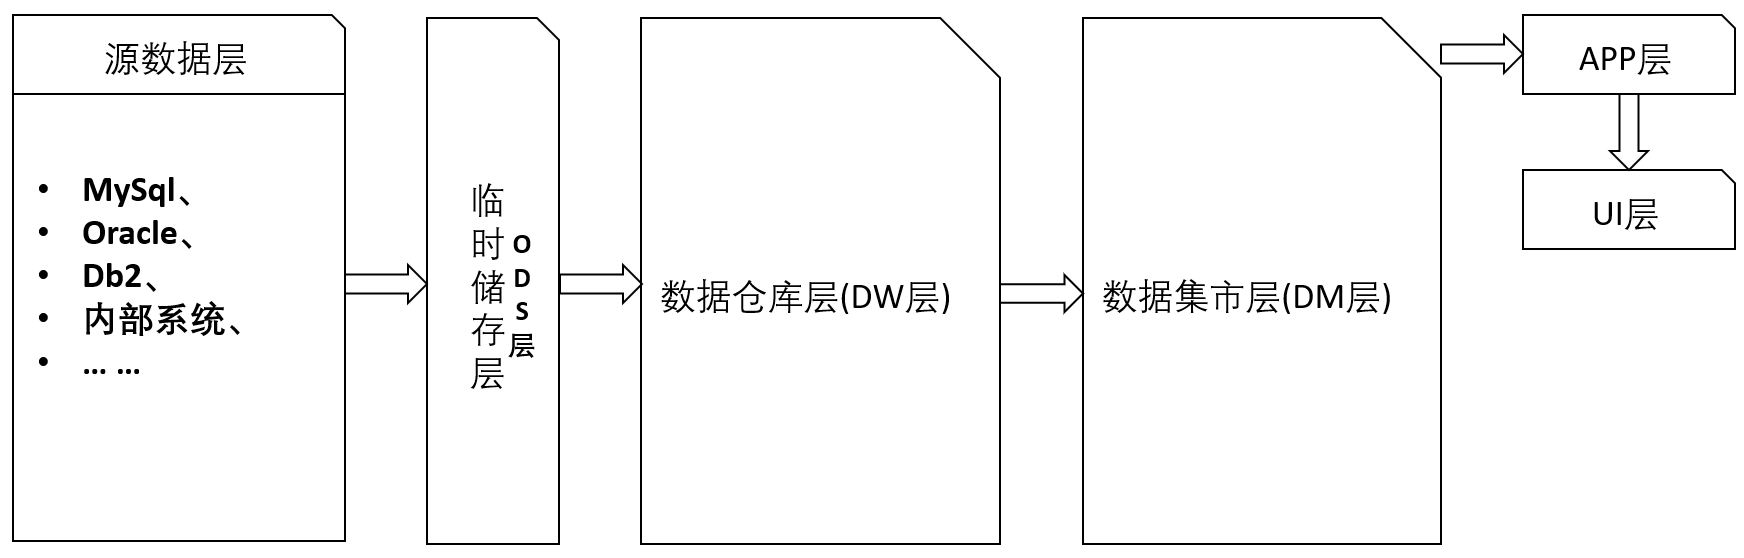 源数据层
• MySql、
• Oracle、
• Db2、
• 内部系统、
• … …
临时储存层
ODS层
数据仓库层(DW层)
数据集市层(DM层)
APP层
UI层